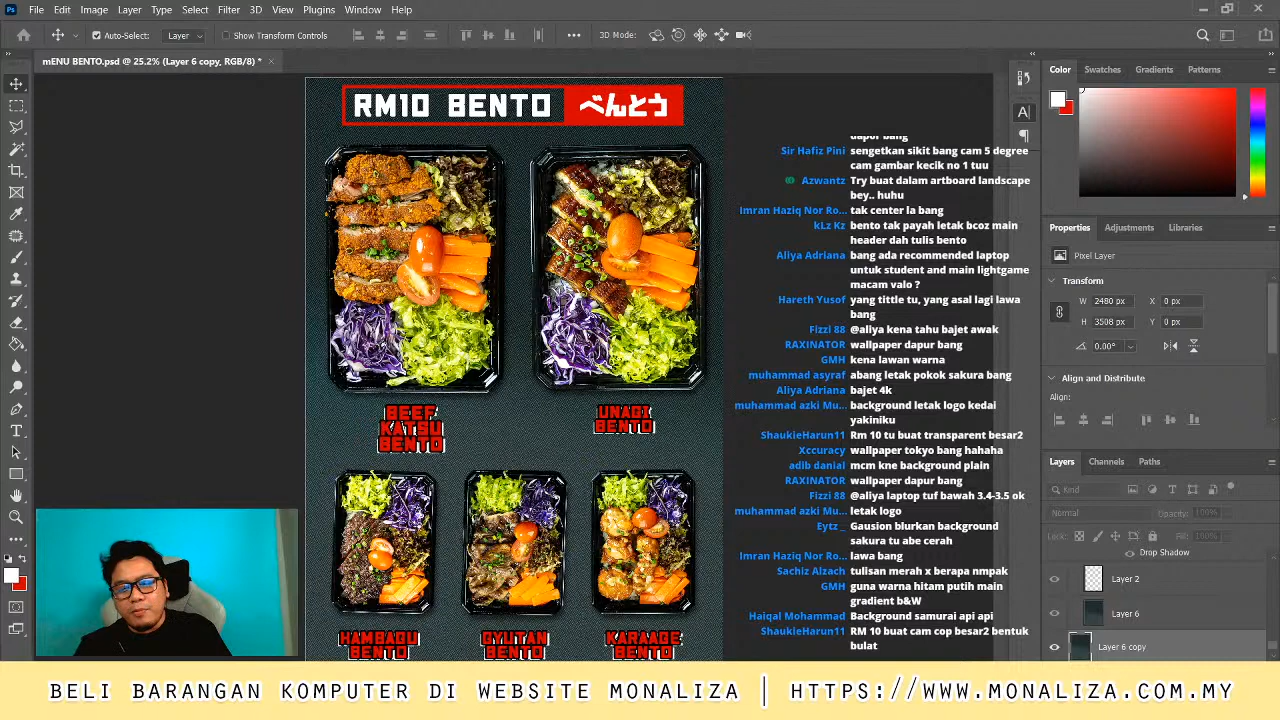 Ps File Edit Image Layer Type Select Filter 3D View Plugins Window Help
Auto-Select: Layer Show Transform Controls 3D Mode:
mENU BENTO.psd @ 25.2% (Layer 6 copy, RGB/8) *
RM10 BENTO べんとう
BEEF
KATSU
BENTO
UNAGI
BENTO
HAMBAGU
BENTO
GYUTAN
BENTO
KARAAGE
BENTO
dapur bang
Sir Hafiz Pini sengetkan sikit bang cam 5 degree
cam gambar kecik no 1 tuu
Azwantz Try buat dalam artboard landscape
bey.. huhu
Imran Haziq Nor Ro... tak center la bang
ki.z Kz bento tak payah letak bcoz main
header dah tulis bento
Aliya Adriana bang ada recommended laptop
untuk student and main lightgame
macam valo ?
Hareth Yusof yang tittle tu, yang asal lagi lawa
bang
Fizzi 88 @aliya kena tahu bajet awak
RAXINATOR wallpaper dapur bang
GMH kena lawan warna
muhammad asyraf abang letak pokok sakura bang
Aliya Adriana bajet 4k
muhammad azki Mu... background letak logo kedai
yakiniku
ShaukieHarun11 Rm 10 tu buat transparent besar2
Xccuracy wallpaper tokyo bang hahaha
adib danial mcm kne background plain
RAXINATOR wallpaper dapur bang
Fizzi 88 @aliya laptop tuf bawah 3.4-3.5 ok
muhammad azki Mu... letak logo
Eytz _ Gausion blurkan background
sakura tu abe cerah
Imran Haziq Nor Ro... lawa bang
Sachiz Alzach tulisan merah x berapa nmpak
GMH guna warna hitam putih main
gradient b&W
Haiqal Mohammad Background samurai api api
ShaukieHarun11 RM 10 buat cam cop besar2 bentuk
bulat
Color Swatches Gradients Patterns
Properties Adjustments Libraries
Pixel Layer
Transform
W 2480 px X 0 px
H 3508 px Y 0 px
0.00°
Align and Distribute
Align:
Layers Channels Paths
Kind
Normal Opacity: 100%
Lock: Fill: 100%
Drop Shadow
Layer 2
Layer 6
Layer 6 copy
BELI BARANGAN KOMPUTER DI WEBSITE MONALIZA | HTTPS://WWW.MONALIZA.COM.MY